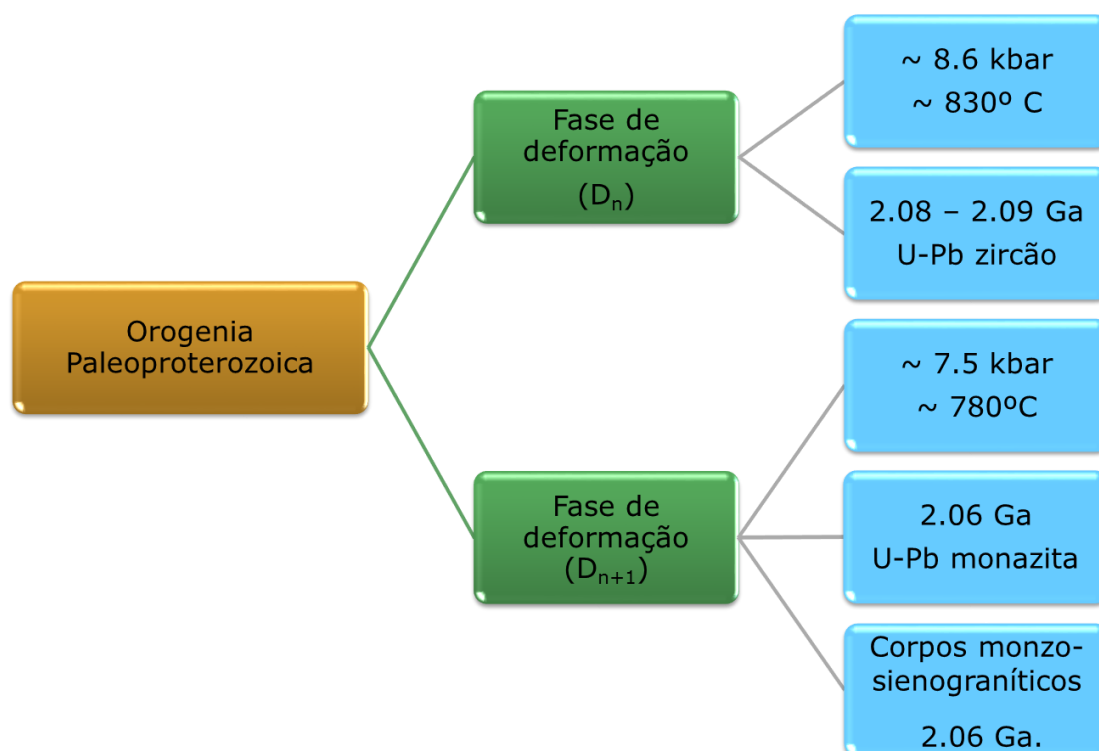 Orogenia
Paleoproterozoica
Fase de
deformação
(Dₙ)
~ 8.6 kbar
~ 830º C
2.08 – 2.09 Ga
U-Pb zircão
Fase de
deformação
(Dₙ₊₁)
~ 7.5 kbar
~ 780ºC
2.06 Ga
U-Pb monazita
Corpos monzo-
sienograníticos
2.06 Ga.